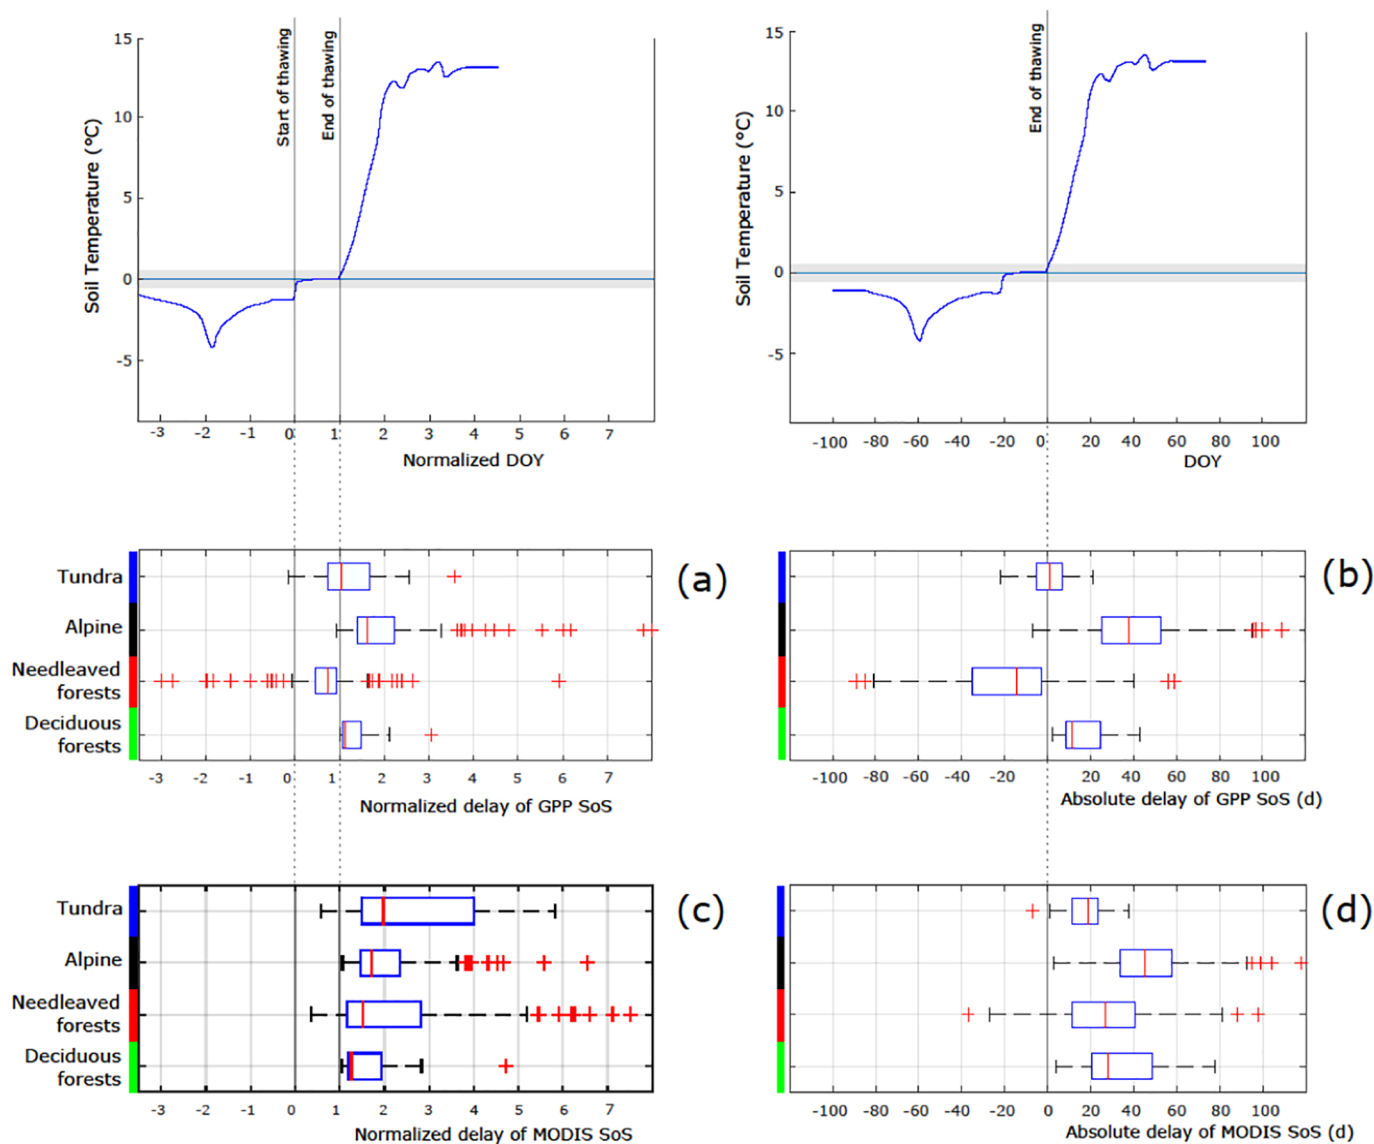 Start of thawing
End of thawing
Soil Temperature (°C)
15
10
5
0
-5
-3 -2 -1 0 1 2 3 4 5 6 7
Normalized DOY
End of thawing
Soil Temperature (°C)
15
10
5
0
-5
-100 -80 -60 -40 -20 0 20 40 60 80 100
DOY
Tundra
Alpine
Needleaved
forests
Deciduous
forests
-3 -2 -1 0 1 2 3 4 5 6 7
Normalized delay of GPP SoS
(a)
-100 -80 -60 -40 -20 0 20 40 60 80 100
Absolute delay of GPP SoS (d)
(b)
Tundra
Alpine
Needleaved
forests
Deciduous
forests
-3 -2 -1 0 1 2 3 4 5 6 7
Normalized delay of MODIS SoS
(c)
-100 -80 -60 -40 -20 0 20 40 60 80 100
Absolute delay of MODIS SoS (d)
(d)